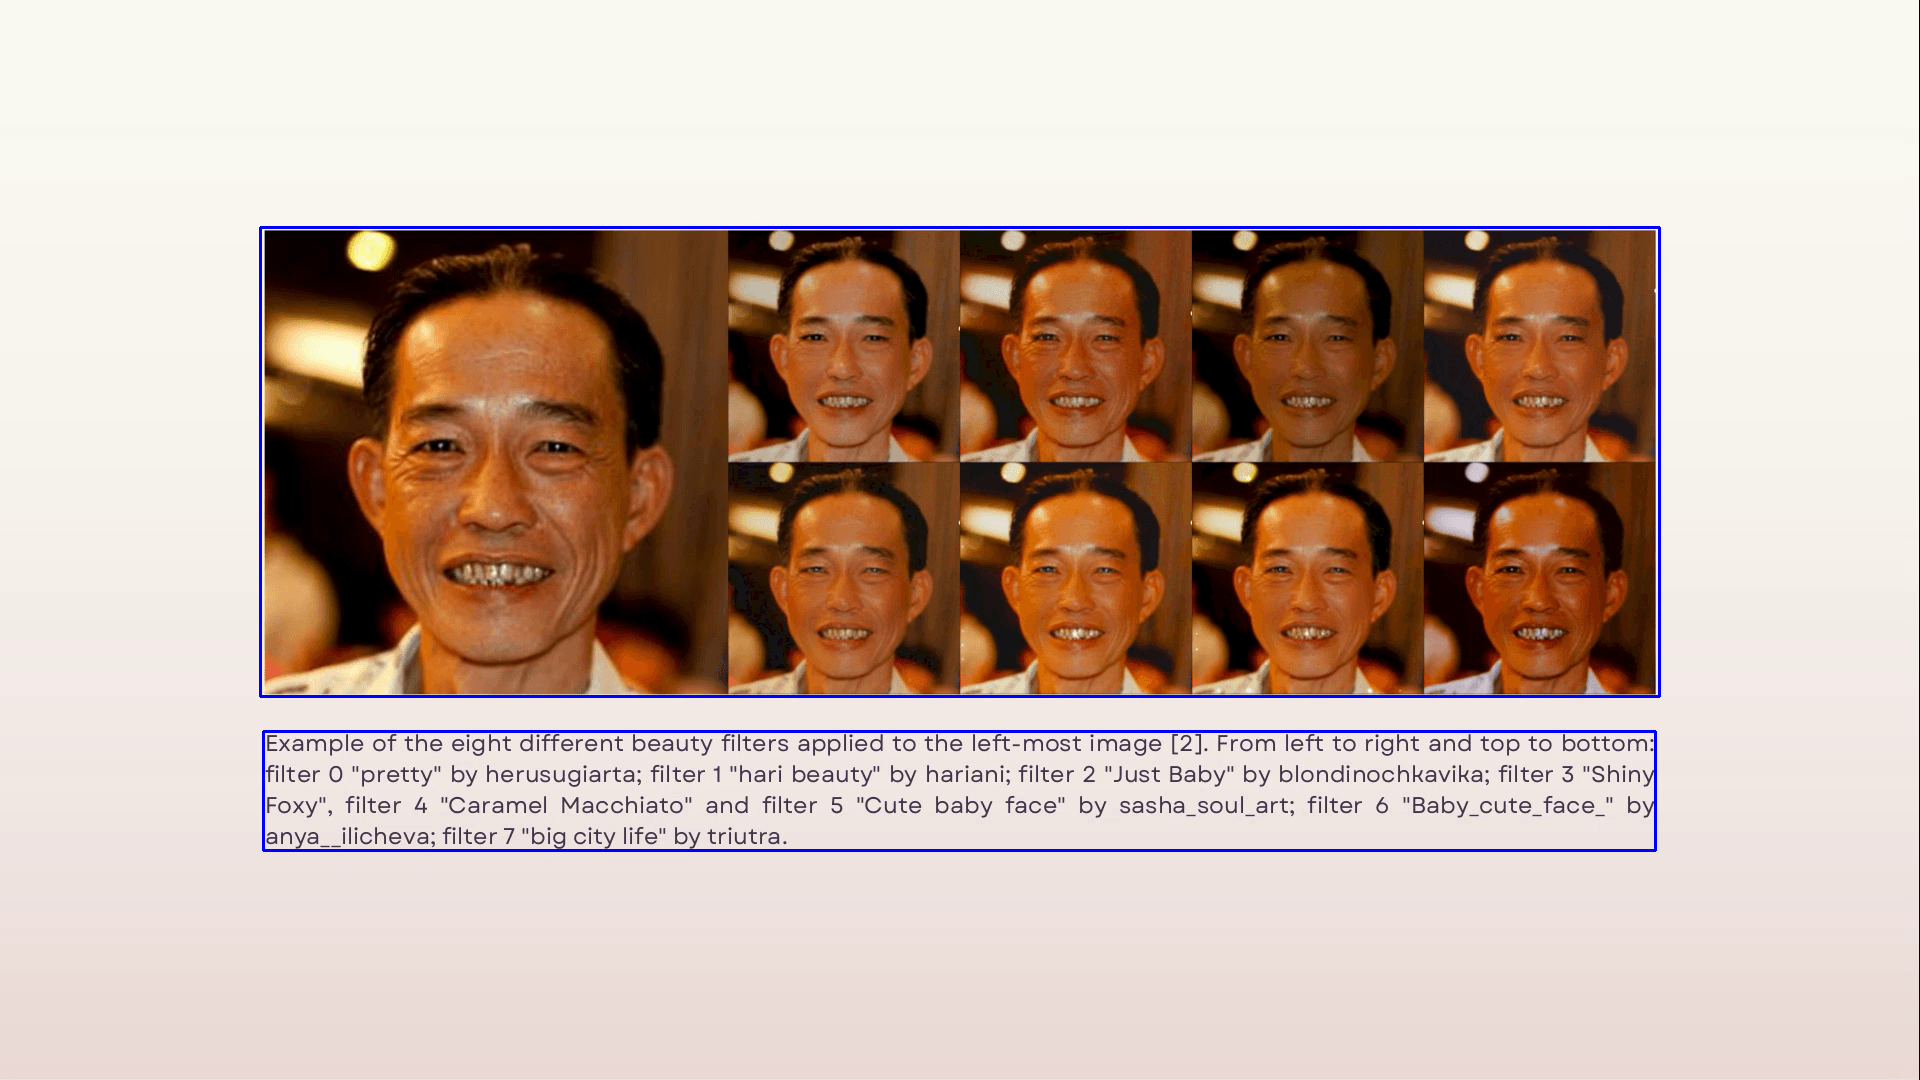 Example of the eight different beauty filters applied to the left-most image [2]. From left to right and top to bottom:
filter 0 "pretty" by herusugiarta; filter 1 "hari beauty" by hariani; filter 2 "Just Baby" by blondinochkavika; filter 3 "Shiny
Foxy", filter 4 "Caramel Macchiato" and filter 5 "Cute baby face" by sasha_soul_art; filter 6 "Baby_cute_face_" by
anya__ilicheva; filter 7 "big city life" by triutra.